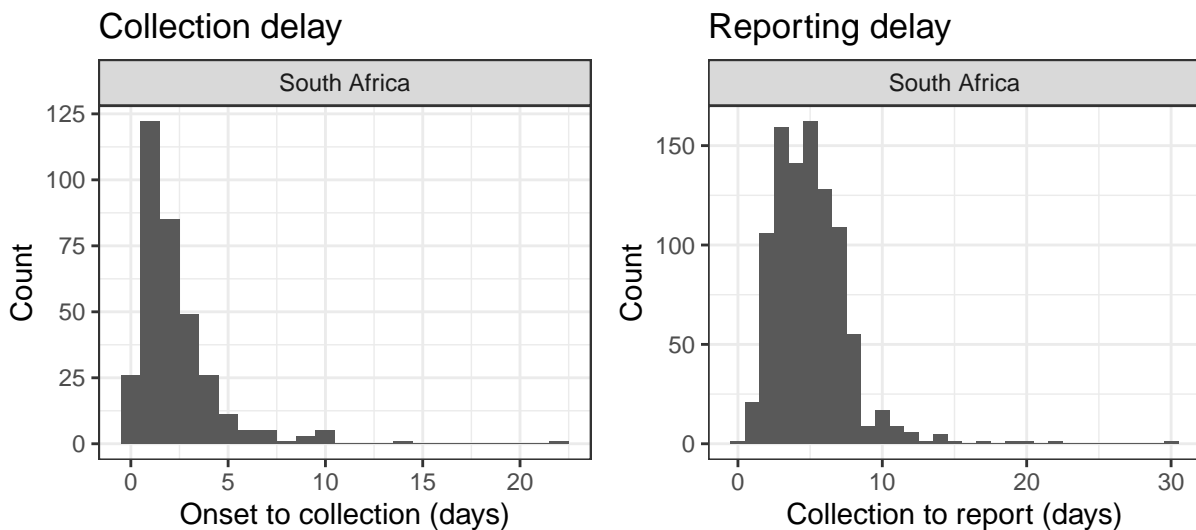 Collection delay
South Africa
125
100
75
50
25
0
Count
0 5 10 15 20
Onset to collection (days)
Reporting delay
South Africa
150
100
50
0
Count
0 10 20 30
Collection to report (days)